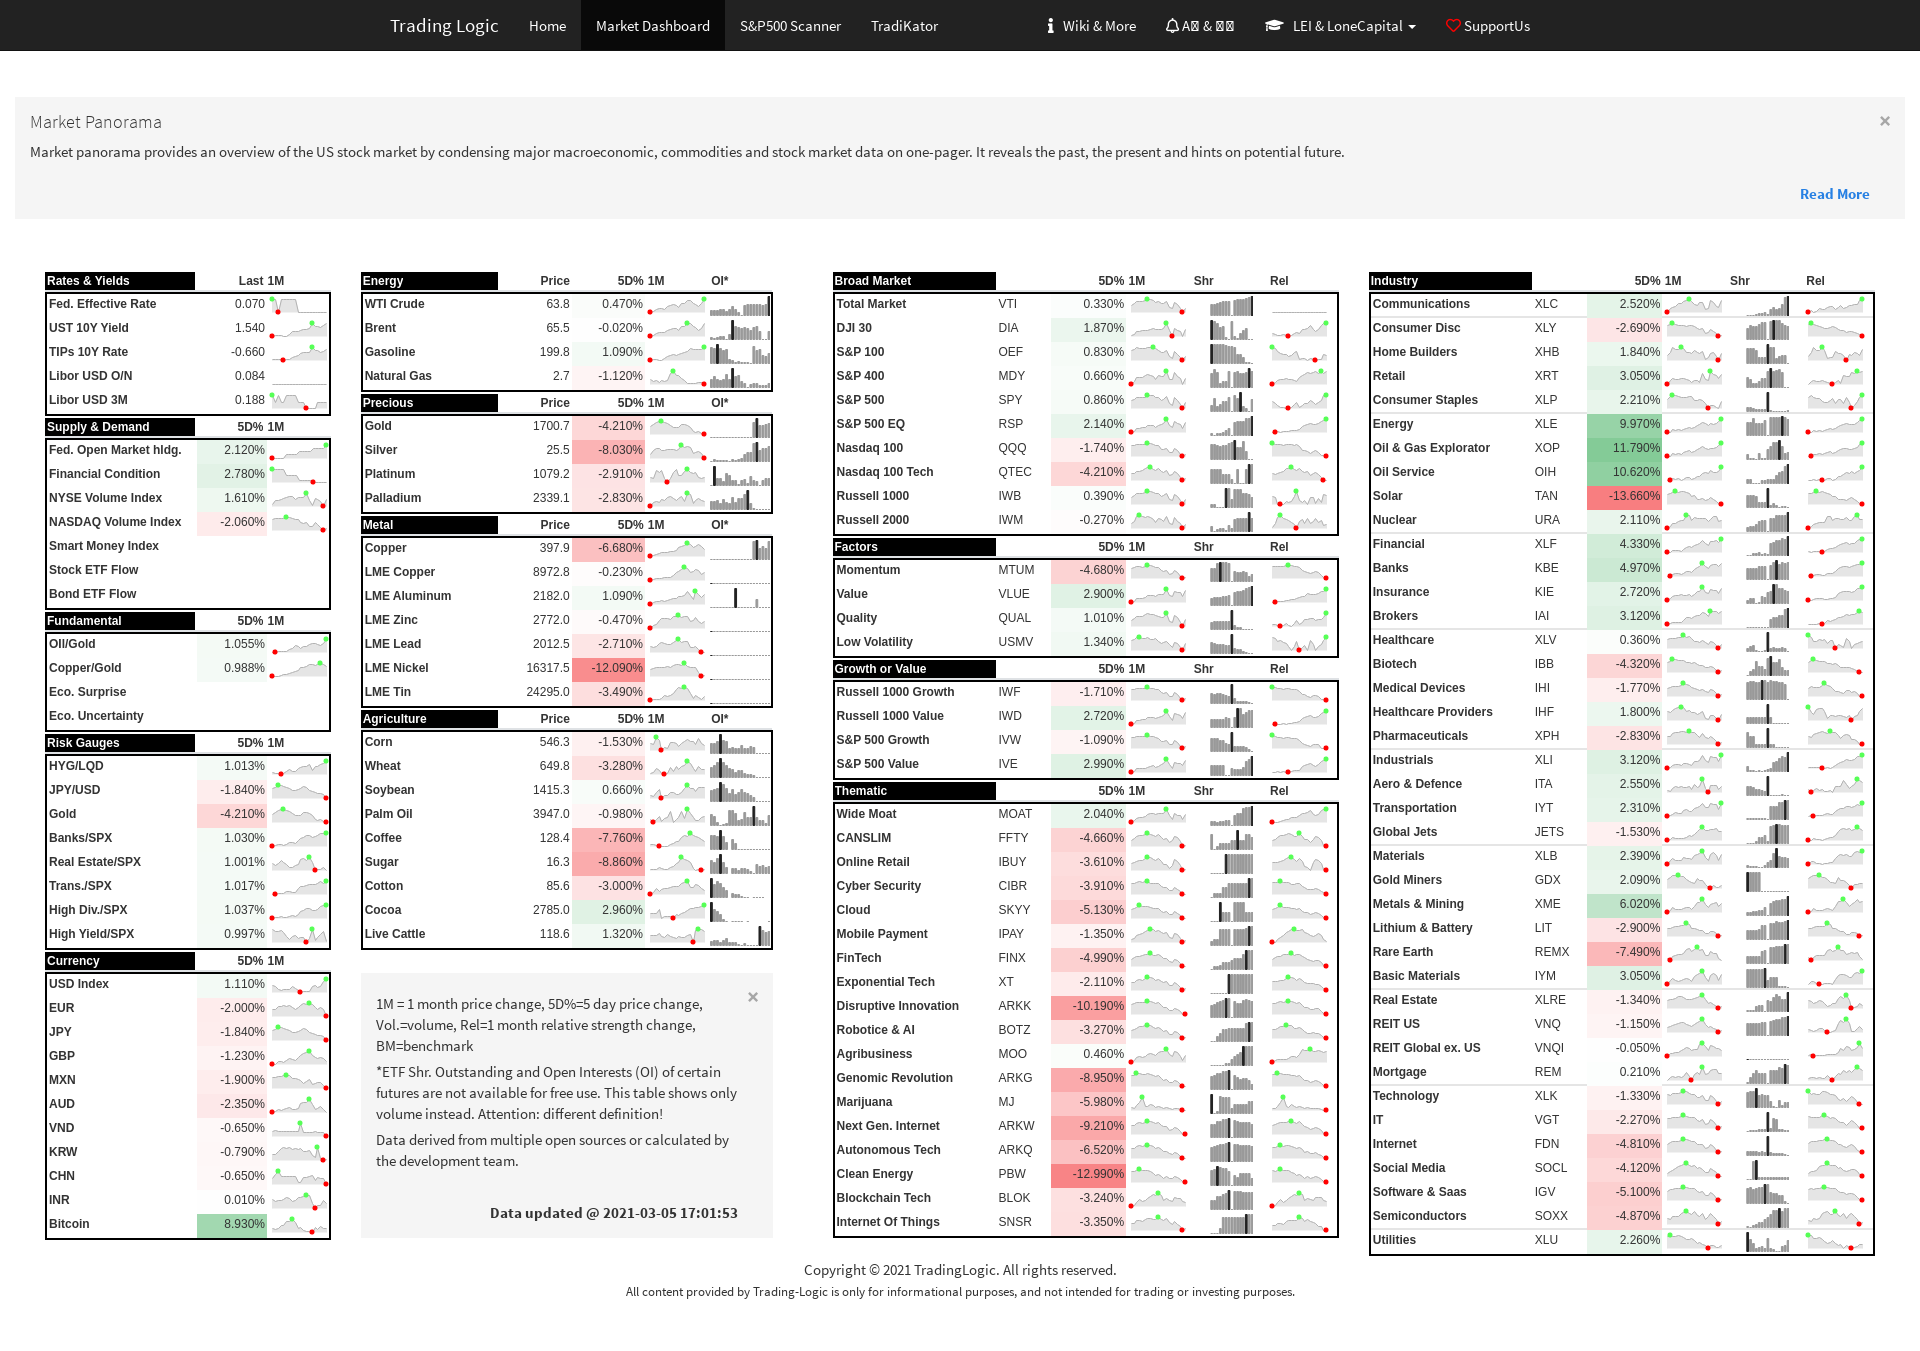 Trading Logic Home Market Dashboard S&P500 Scanner TradiKator Wiki & More LEI & LoneCapital SupportUs
Market Panorama ×
Market panorama provides an overview of the US stock market by condensing major macroeconomic, commodities and stock market data on one-pager. It reveals the past, the present and hints on potential future.
Read More
Rates & Yields Last 1M
Fed. Effective Rate 0.070
UST 10Y Yield 1.540
TIPs 10Y Rate -0.660
Libor USD O/N 0.084
Libor USD 3M 0.188
Supply & Demand 5D% 1M
Fed. Open Market hldg. 2.120%
Financial Condition 2.780%
NYSE Volume Index 1.610%
NASDAQ Volume Index -2.060%
Smart Money Index
Stock ETF Flow
Bond ETF Flow
Fundamental 5D% 1M
OIl/Gold 1.055%
Copper/Gold 0.988%
Eco. Surprise
Eco. Uncertainty
Risk Gauges 5D% 1M
HYG/LQD 1.013%
JPY/USD -1.840%
Gold -4.210%
Banks/SPX 1.030%
Real Estate/SPX 1.001%
Trans./SPX 1.017%
High Div./SPX 1.037%
High Yield/SPX 0.997%
Currency 5D% 1M
USD Index 1.110%
EUR -2.000%
JPY -1.840%
GBP -1.230%
MXN -1.900%
AUD -2.350%
VND -0.650%
KRW -0.790%
CHN -0.650%
INR 0.010%
Bitcoin 8.930%
Energy Price 5D% 1M OI*
WTI Crude 63.8 0.470%
Brent 65.5 -0.020%
Gasoline 199.8 1.090%
Natural Gas 2.7 -1.120%
Precious Price 5D% 1M OI*
Gold 1700.7 -4.210%
Silver 25.5 -8.030%
Platinum 1079.2 -2.910%
Palladium 2339.1 -2.830%
Metal Price 5D% 1M OI*
Copper 397.9 -6.680%
LME Copper 8972.8 -0.230%
LME Aluminum 2182.0 1.090%
LME Zinc 2772.0 -0.470%
LME Lead 2012.5 -2.710%
LME Nickel 16317.5 -12.090%
LME Tin 24295.0 -3.490%
Agriculture Price 5D% 1M OI*
Corn 546.3 -1.530%
Wheat 649.8 -3.280%
Soybean 1415.3 0.660%
Palm Oil 3947.0 -0.980%
Coffee 128.4 -7.760%
Sugar 16.3 -8.860%
Cotton 85.6 -3.000%
Cocoa 2785.0 2.960%
Live Cattle 118.6 1.320%
×
1M = 1 month price change, 5D%=5 day price change,
Vol.=volume, Rel=1 month relative strength change,
BM=benchmark
*ETF Shr. Outstanding and Open Interests (OI) of certain
futures are not available for free use. This table shows only
volume instead. Attention: different definition!
Data derived from multiple open sources or calculated by
the development team.
Data updated @ 2021-03-05 17:01:53
Broad Market 5D% 1M Shr Rel
Total Market VTI 0.330%
DJI 30 DIA 1.870%
S&P 100 OEF 0.830%
S&P 400 MDY 0.660%
S&P 500 SPY 0.860%
S&P 500 EQ RSP 2.140%
Nasdaq 100 QQQ -1.740%
Nasdaq 100 Tech QTEC -4.210%
Russell 1000 IWB 0.390%
Russell 2000 IWM -0.270%
Factors 5D% 1M Shr Rel
Momentum MTUM -4.680%
Value VLUE 2.900%
Quality QUAL 1.010%
Low Volatility USMV 1.340%
Growth or Value 5D% 1M Shr Rel
Russell 1000 Growth IWF -1.710%
Russell 1000 Value IWD 2.720%
S&P 500 Growth IVW -1.090%
S&P 500 Value IVE 2.990%
Thematic 5D% 1M Shr Rel
Wide Moat MOAT 2.040%
CANSLIM FFTY -4.660%
Online Retail IBUY -3.610%
Cyber Security CIBR -3.910%
Cloud SKYY -5.130%
Mobile Payment IPAY -1.350%
FinTech FINX -4.990%
Exponential Tech XT -2.110%
Disruptive Innovation ARKK -10.190%
Robotice & AI BOTZ -3.270%
Agribusiness MOO 0.460%
Genomic Revolution ARKG -8.950%
Marijuana MJ -5.980%
Next Gen. Internet ARKW -9.210%
Autonomous Tech ARKQ -6.520%
Clean Energy PBW -12.990%
Blockchain Tech BLOK -3.240%
Internet Of Things SNSR -3.350%
Industry 5D% 1M Shr Rel
Communications XLC 2.520%
Consumer Disc XLY -2.690%
Home Builders XHB 1.840%
Retail XRT 3.050%
Consumer Staples XLP 2.210%
Energy XLE 9.970%
Oil & Gas Explorator XOP 11.790%
Oil Service OIH 10.620%
Solar TAN -13.660%
Nuclear URA 2.110%
Financial XLF 4.330%
Banks KBE 4.970%
Insurance KIE 2.720%
Brokers IAI 3.120%
Healthcare XLV 0.360%
Biotech IBB -4.320%
Medical Devices IHI -1.770%
Healthcare Providers IHF 1.800%
Pharmaceuticals XPH -2.830%
Industrials XLI 3.120%
Aero & Defence ITA 2.550%
Transportation IYT 2.310%
Global Jets JETS -1.530%
Materials XLB 2.390%
Gold Miners GDX 2.090%
Metals & Mining XME 6.020%
Lithium & Battery LIT -2.900%
Rare Earth REMX -7.490%
Basic Materials IYM 3.050%
Real Estate XLRE -1.340%
REIT US VNQ -1.150%
REIT Global ex. US VNQI -0.050%
Mortgage REM 0.210%
Technology XLK -1.330%
IT VGT -2.270%
Internet FDN -4.810%
Social Media SOCL -4.120%
Software & Saas IGV -5.100%
Semiconductors SOXX -4.870%
Utilities XLU 2.260%
Copyright © 2021 TradingLogic. All rights reserved.
All content provided by Trading-Logic is only for informational purposes, and not intended for trading or investing purposes.